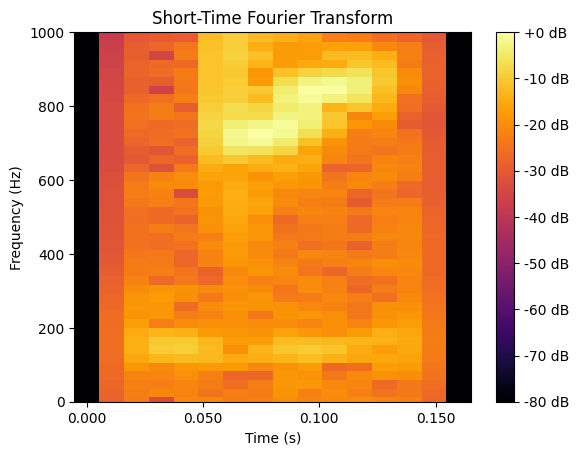 Short-Time Fourier Transform
1000
800
600
400
200
0
Frequency (Hz)
0.000
0.050
0.100
0.150
Time (s)
+0 dB
-10 dB
-20 dB
-30 dB
-40 dB
-50 dB
-60 dB
-70 dB
-80 dB